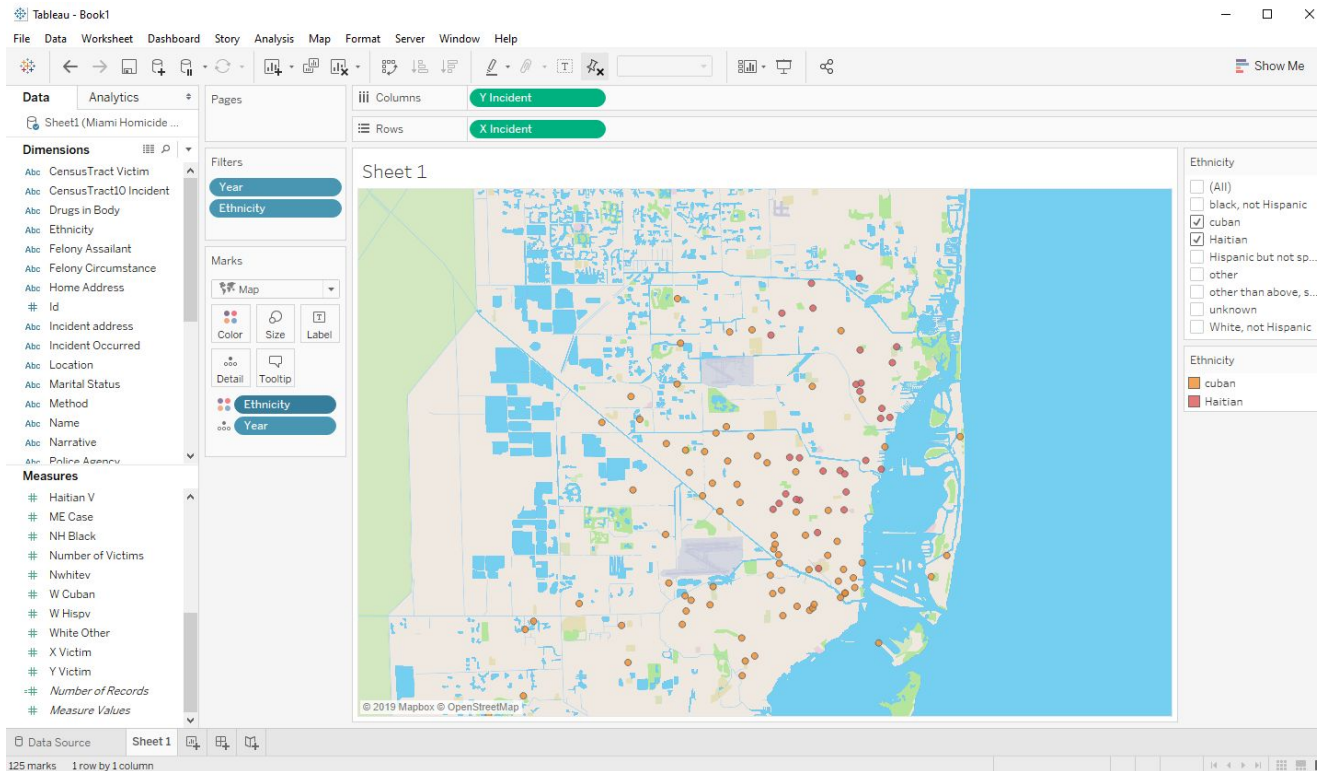 Tableau - Book1
File Data Worksheet Dashboard Story Analysis Map Format Server Window Help
Show Me
Data Analytics
Sheet1 (Miami Homicide ...
Dimensions
Abc CensusTract Victim
Abc CensusTract10 Incident
Abc Drugs in Body
Abc Ethnicity
Abc Felony Assailant
Abc Felony Circumstance
Abc Home Address
# Id
Abc Incident address
Abc Incident Occurred
Abc Location
Abc Marital Status
Abc Method
Abc Name
Abc Narrative
Abc Police Agency
Measures
# Haitian V
# ME Case
# NH Black
# Number of Victims
# Nwhitev
# W Cuban
# W Hispv
# White Other
# X Victim
# Y Victim
=# Number of Records
# Measure Values
Pages
Filters
Year
Ethnicity
Marks
Map
Color Size Label
Detail Tooltip
Ethnicity
Year
Columns Y Incident
Rows X Incident
Sheet 1
© 2019 Mapbox © OpenStreetMap
Ethnicity
(All)
black, not Hispanic
cuban
Haitian
Hispanic but not sp...
other
other than above, s...
unknown
White, not Hispanic
Ethnicity
cuban
Haitian
Data Source Sheet 1
125 marks 1 row by 1 column